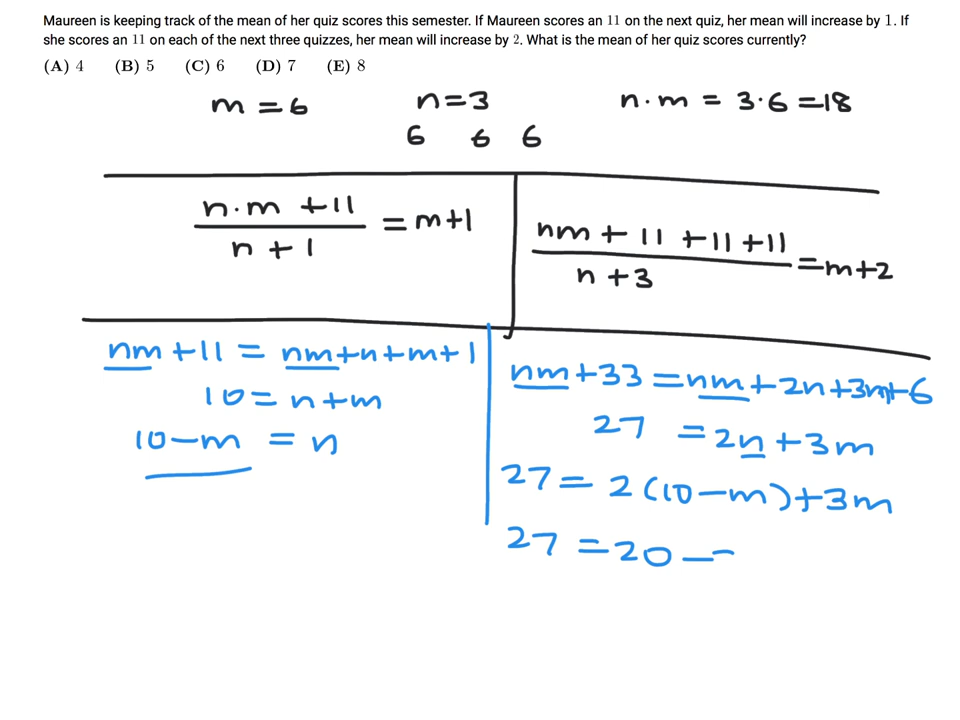 Maureen is keeping track of the mean of her quiz scores this semester. If Maureen scores an 11 on the next quiz, her mean will increase by 1. If
she scores an 11 on each of the next three quizzes, her mean will increase by 2. What is the mean of her quiz scores currently?
(A) 4 (B) 5 (C) 6 (D) 7 (E) 8
m = 6 n = 3 n · m = 3 · 6 = 18
6 6 6
n · m + 11
= m + 1
n + 1
nm + 11 + 11 + 11
= m + 2
n + 3
nm + 11 = nm + n + m + 1
10 = n + m
10 - m = n
nm + 33 = nm + 2n + 3m + 6
27 = 2n + 3m
27 = 2 (10 - m) + 3m
27 = 20 -